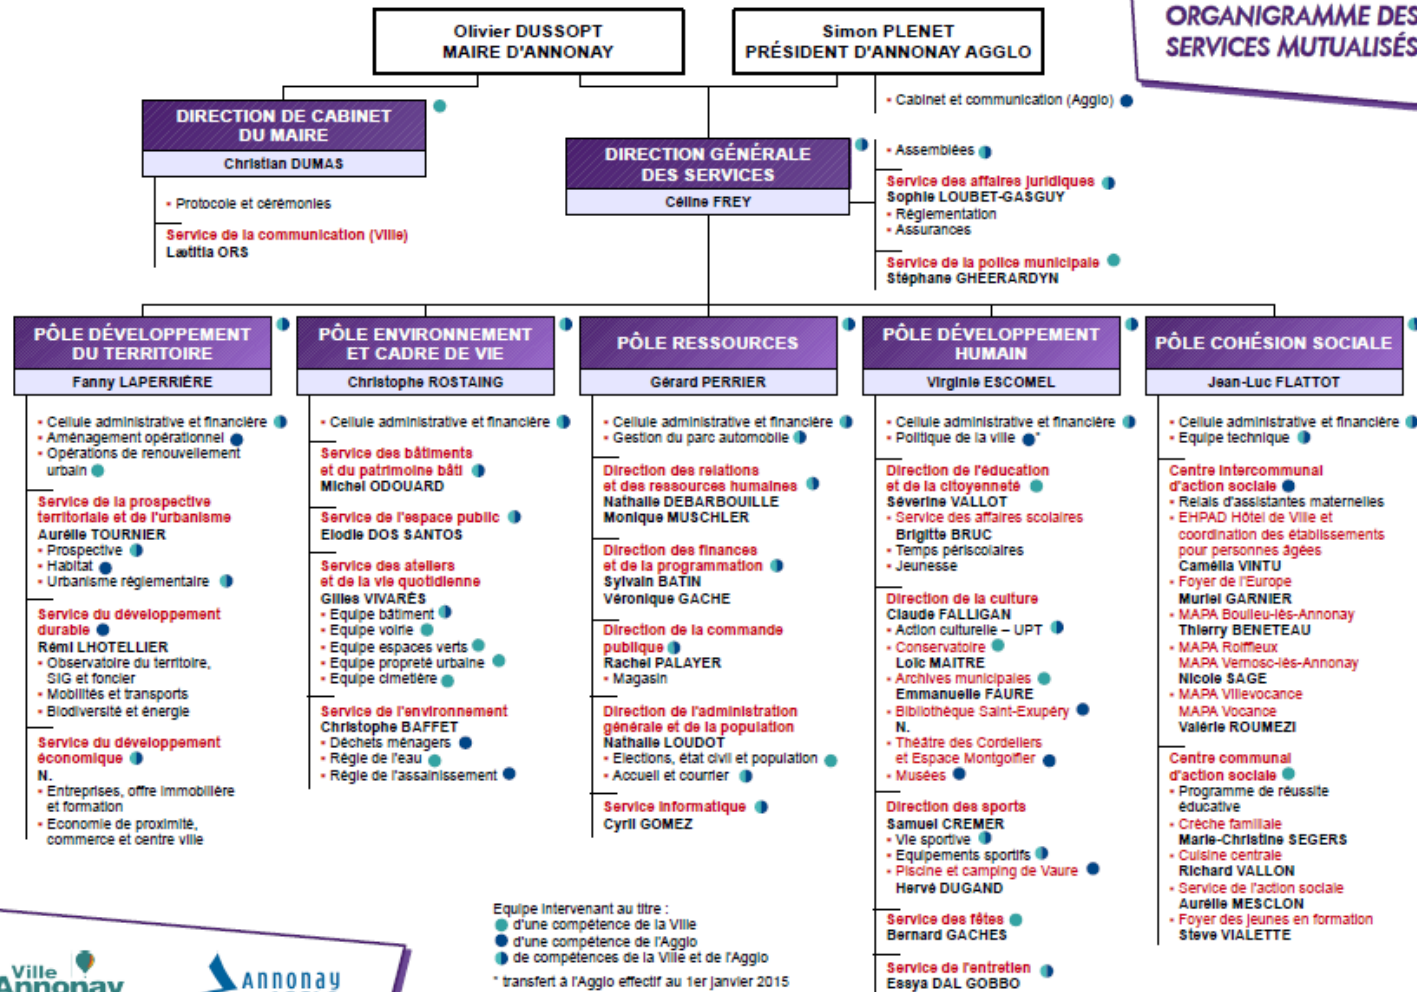 ORGANIGRAMME DES
SERVICES MUTUALISÉS
Olivier DUSSOPT
MAIRE D'ANNONAY
Simon PLENET
PRÉSIDENT D'ANNONAY AGGLO
• Cabinet et communication (Agglo)
DIRECTION DE CABINET
DU MAIRE
Christian DUMAS
• Protocole et cérémonies
Service de la communication (Ville)
Lætitia ORS
DIRECTION GÉNÉRALE
DES SERVICES
Céline FREY
• Assemblées
Service des affaires juridiques
Sophie LOUBET-GASGUY
• Réglementation
• Assurances
Service de la police municipale
Stéphane GHEERARDYN
PÔLE DÉVELOPPEMENT
DU TERRITOIRE
Fanny LAPERRIÈRE
• Cellule administrative et financière
• Aménagement opérationnel
• Opérations de renouvellement
urbain
Service de la prospective
territoriale et de l'urbanisme
Aurélie TOURNIER
• Prospective
• Habitat
• Urbanisme réglementaire
Service du développement
durable
Rémi LHOTELLIER
• Observatoire du territoire,
SIG et foncier
• Mobilités et transports
• Biodiversité et énergie
Service du développement
économique
N.
• Entreprises, offre immobilière
et formation
• Economie de proximité,
commerce et centre ville
PÔLE ENVIRONNEMENT
ET CADRE DE VIE
Christophe ROSTAING
• Cellule administrative et financière
Service des bâtiments
et du patrimoine bâti
Michel ODOUARD
Service de l'espace public
Elodie DOS SANTOS
Service des ateliers
et de la vie quotidienne
Gilles VIVARÈS
• Equipe bâtiment
• Equipe voirie
• Equipe espaces verts
• Equipe propreté urbaine
• Equipe cimetière
Service de l'environnement
Christophe BAFFET
• Déchets ménagers
• Régie de l'eau
• Régie de l'assainissement
PÔLE RESSOURCES
Gérard PERRIER
• Cellule administrative et financière
• Gestion du parc automobile
Direction des relations
et des ressources humaines
Nathalie DEBARBOUILLE
Monique MUSCHLER
Direction des finances
et de la programmation
Sylvain BATIN
Véronique GACHE
Direction de la commande
publique
Rachel PALAYER
• Magasin
Direction de l'administration
générale et de la population
Nathalie LOUDOT
• Elections, état civil et population
• Accueil et courrier
Service informatique
Cyril GOMEZ
PÔLE DÉVELOPPEMENT
HUMAIN
Virginie ESCOMEL
• Cellule administrative et financière
• Politique de la ville *
Direction de l'éducation
et de la citoyenneté
Séverine VALLOT
• Service des affaires scolaires
Brigitte BRUC
• Temps périscolaires
• Jeunesse
Direction de la culture
Claude FALLIGAN
• Action culturelle – UPT
• Conservatoire
Loïc MAITRE
• Archives municipales
Emmanuelle FAURE
• Bibliothèque Saint-Exupéry
N.
• Théâtre des Cordeliers
et Espace Montgolfier
• Musées
Direction des sports
Samuel CREMER
• Vie sportive
• Equipements sportifs
• Piscine et camping de Vaure
Hervé DUGAND
Service des fêtes
Bernard GACHES
Service de l'entretien
Essya DAL GOBBO
PÔLE COHÉSION SOCIALE
Jean-Luc FLATTOT
• Cellule administrative et financière
• Equipe technique
Centre intercommunal
d'action sociale
• Relais d'assistantes maternelles
• EHPAD Hôtel de Ville et
coordination des établissements
pour personnes âgées
Camélia VINTU
• Foyer de l'Europe
Muriel GARNIER
• MAPA Boulieu-lès-Annonay
Thierry BENETEAU
• MAPA Roiffieux
MAPA Vernosc-lès-Annonay
Nicole SAGE
• MAPA Villevocance
MAPA Vocance
Valérie ROUMEZI
Centre communal
d'action sociale
• Programme de réussite
éducative
• Crèche familiale
Marie-Christine SEGERS
• Cuisine centrale
Richard VALLON
• Service de l'action sociale
Aurélie MESCLON
• Foyer des jeunes en formation
Steve VIALETTE
Equipe intervenant au titre :
d'une compétence de la Ville
d'une compétence de l'Agglo
de compétences de la Ville et de l'Agglo
* transfert à l'Agglo effectif au 1er janvier 2015
Ville
Annonay
Annonay